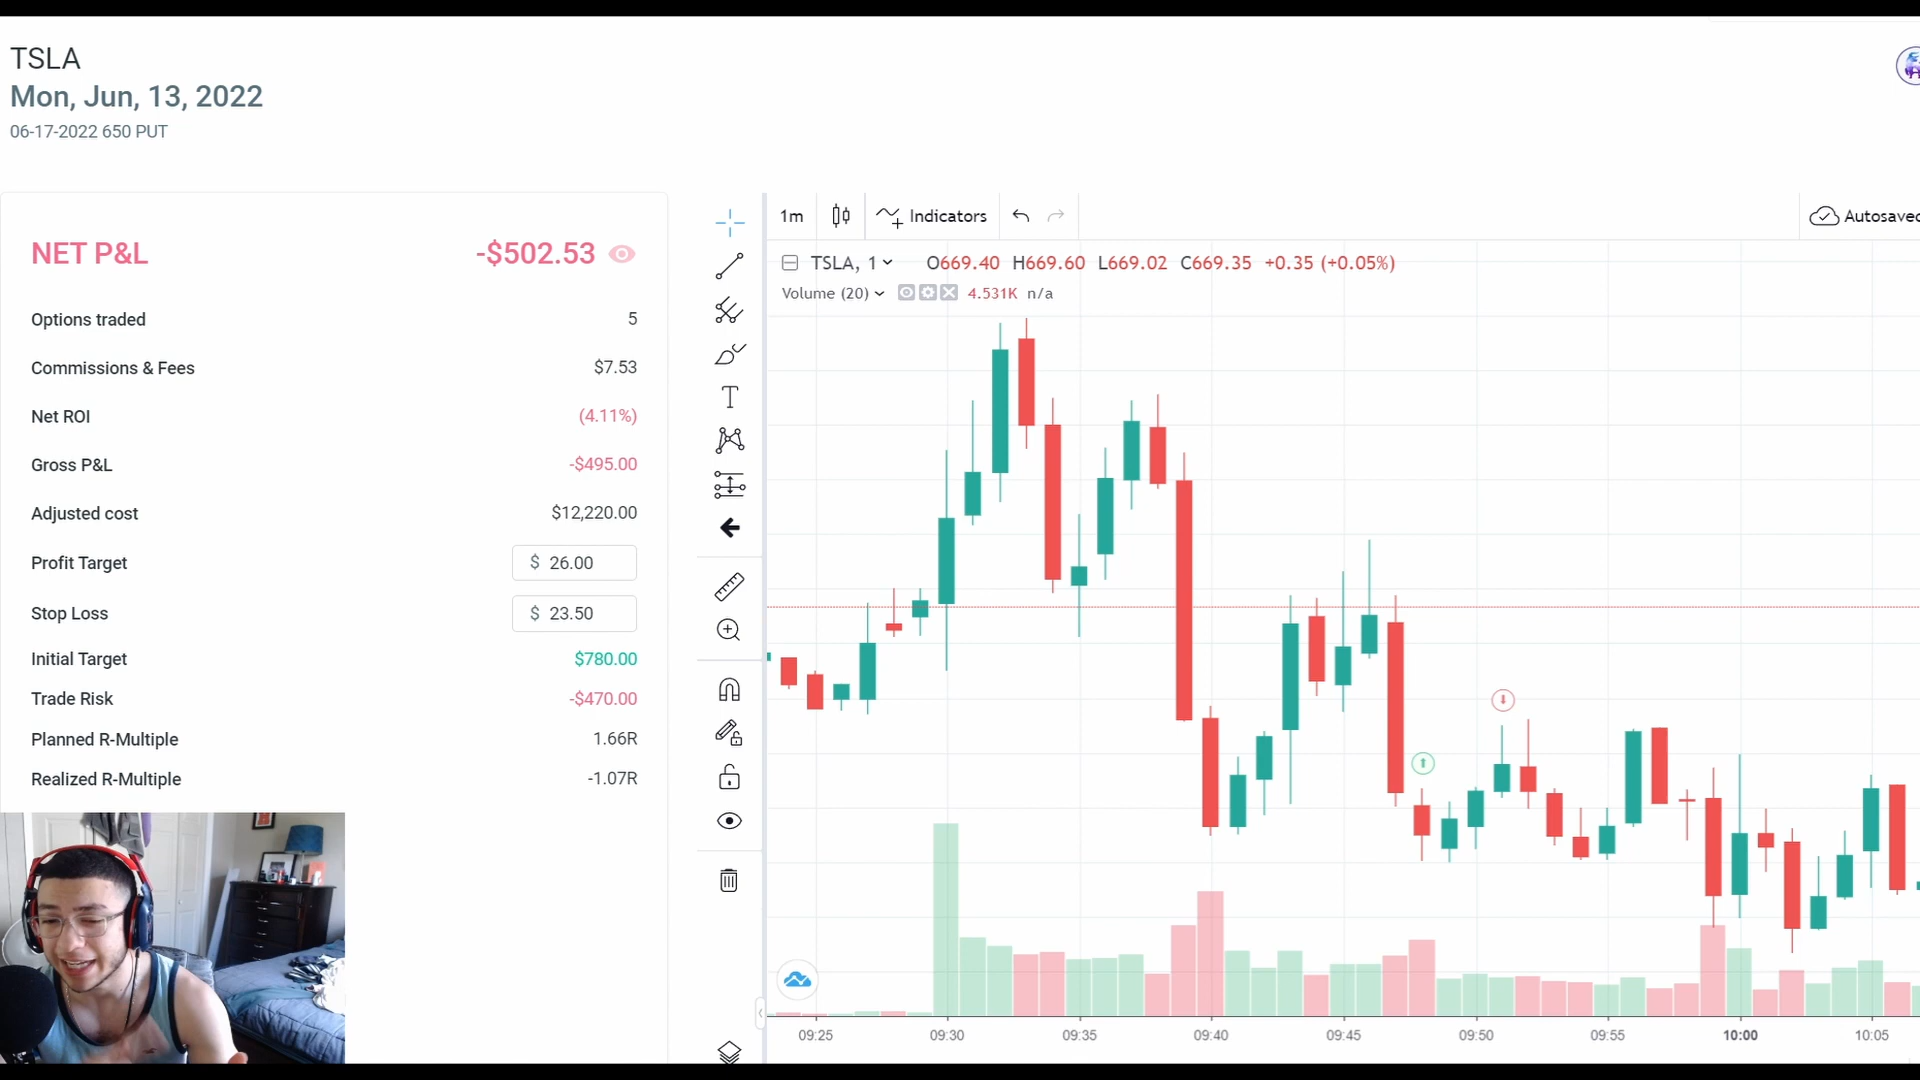 TSLA
Mon, Jun, 13, 2022
06-17-2022 650 PUT
NET P&L -$502.53
Options traded 5
Commissions & Fees $7.53
Net ROI (4.11%)
Gross P&L -$495.00
Adjusted cost $12,220.00
Profit Target $ 26.00
Stop Loss $ 23.50
Initial Target $780.00
Trade Risk -$470.00
Planned R-Multiple 1.66R
Realized R-Multiple -1.07R
1m Indicators Autosaved
TSLA, 1 O669.40 H669.60 L669.02 C669.35 +0.35 (+0.05%)
Volume (20) 4.531K n/a
09:25 09:30 09:35 09:40 09:45 09:50 09:55 10:00 10:05